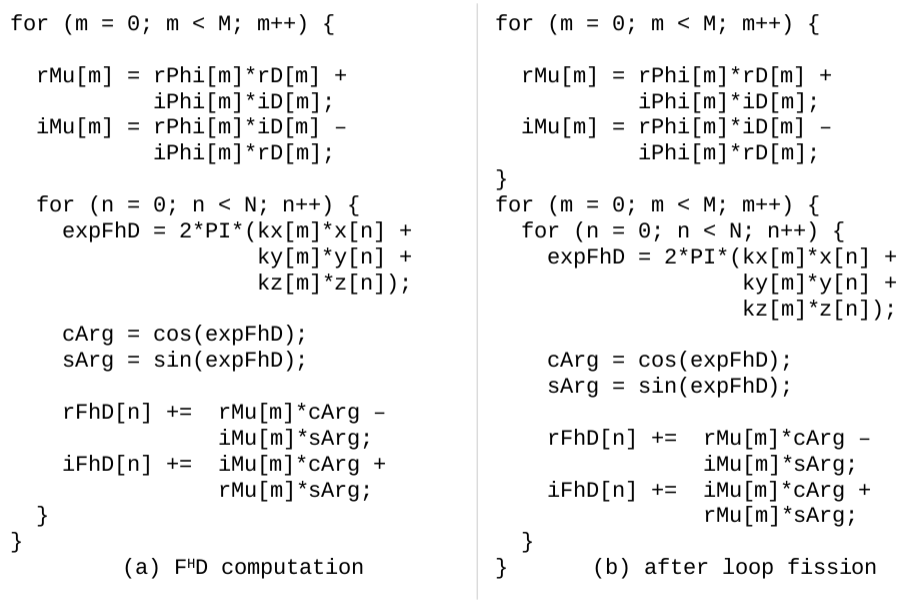 for (m = 0; m < M; m++) {
rMu[m] = rPhi[m]*rD[m] +
iPhi[m]*iD[m];
iMu[m] = rPhi[m]*iD[m] –
iPhi[m]*rD[m];
for (n = 0; n < N; n++) {
expFhD = 2*PI*(kx[m]*x[n] +
ky[m]*y[n] +
kz[m]*z[n]);
cArg = cos(expFhD);
sArg = sin(expFhD);
rFhD[n] += rMu[m]*cArg –
iMu[m]*sArg;
iFhD[n] += iMu[m]*cArg +
rMu[m]*sArg;
}
}
(a) FᴴD computation
for (m = 0; m < M; m++) {
rMu[m] = rPhi[m]*rD[m] +
iPhi[m]*iD[m];
iMu[m] = rPhi[m]*iD[m] –
iPhi[m]*rD[m];
}
for (m = 0; m < M; m++) {
for (n = 0; n < N; n++) {
expFhD = 2*PI*(kx[m]*x[n] +
ky[m]*y[n] +
kz[m]*z[n]);
cArg = cos(expFhD);
sArg = sin(expFhD);
rFhD[n] += rMu[m]*cArg –
iMu[m]*sArg;
iFhD[n] += iMu[m]*cArg +
rMu[m]*sArg;
}
}
(b) after loop fission